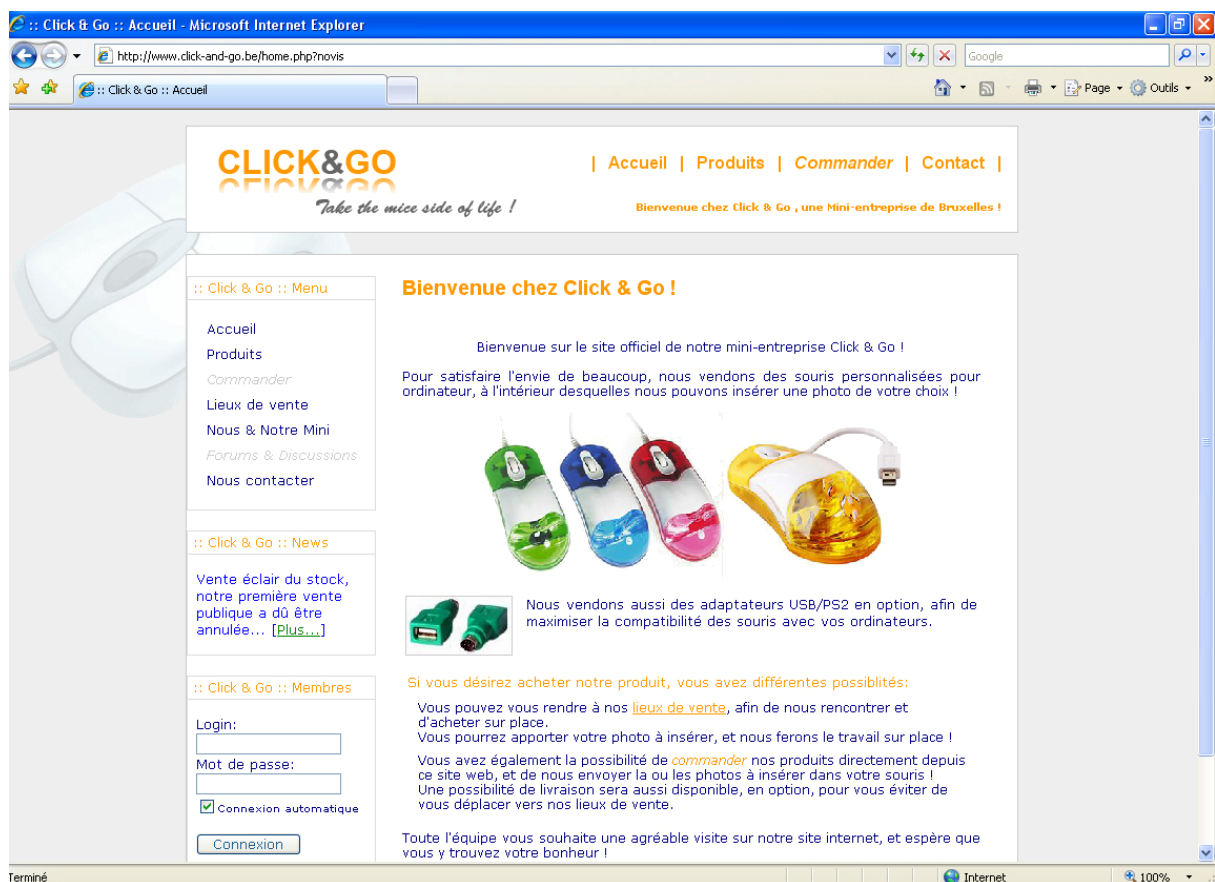 :: Click & Go :: Accueil - Microsoft Internet Explorer
http://www.click-and-go.be/home.php?novis
Google
:: Click & Go :: Accueil
Page
Outils
»
CLICK&GO
Take the mice side of life !
| Accueil | Produits | Commander | Contact |
Bienvenue chez Click & Go , une Mini-entreprise de Bruxelles !
:: Click & Go :: Menu
Accueil
Produits
Commander
Lieux de vente
Nous & Notre Mini
Forums & Discussions
Nous contacter
:: Click & Go :: News
Vente éclair du stock,
notre première vente
publique a dû être
annulée... [Plus...]
:: Click & Go :: Membres
Login:
Mot de passe:
Connexion automatique
Connexion
Bienvenue chez Click & Go !
Bienvenue sur le site officiel de notre mini-entreprise Click & Go !
Pour satisfaire l'envie de beaucoup, nous vendons des souris personnalisées pour
ordinateur, à l'intérieur desquelles nous pouvons insérer une photo de votre choix !
Nous vendons aussi des adaptateurs USB/PS2 en option, afin de
maximiser la compatibilité des souris avec vos ordinateurs.
Si vous désirez acheter notre produit, vous avez différentes possiblités:
Vous pouvez vous rendre à nos lieux de vente, afin de nous rencontrer et
d'acheter sur place.
Vous pourrez apporter votre photo à insérer, et nous ferons le travail sur place !
Vous avez également la possibilité de commander nos produits directement depuis
ce site web, et de nous envoyer la ou les photos à insérer dans votre souris !
Une possibilité de livraison sera aussi disponible, en option, pour vous éviter de
vous déplacer vers nos lieux de vente.
Toute l'équipe vous souhaite une agréable visite sur notre site internet, et espère que
vous y trouvez votre bonheur !
Terminé
Internet
100%